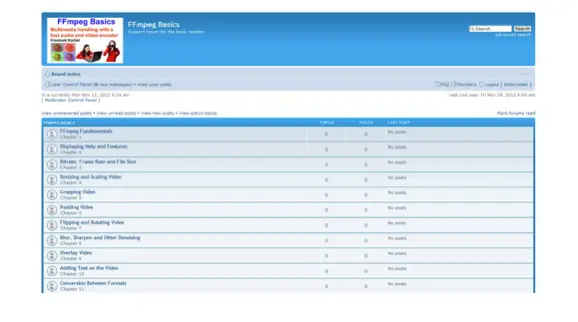 FFmpeg Basics
Multimedia handling with a
fast audio and video encoder
Frantisek Korbel
FFmpeg Basics
Support forum for the book readers
Search...
Search
Advanced search
Board index
User Control Panel (0 new messages) • View your posts
FAQ
Members
Logout [ Webmaster ]
It is currently Mon Nov 12, 2012 5:24 am
[ Moderator Control Panel ]
Last visit was: Fri Nov 09, 2012
View unanswered posts • View unread posts • View new posts • View active topics
Mark forums read
FFMPEG BASICS
TOPICS
POSTS
LAST POST
FFmpeg Fundamentals
Chapter 1
0
0
No posts
Displaying Help and Features
Chapter 2
0
0
No posts
Bitrate, Frame Rate and File Size
Chapter 3
0
0
No posts
Resizing and Scaling Video
Chapter 4
0
0
No posts
Cropping Video
Chapter 5
0
0
No posts
Padding Video
Chapter 6
0
0
No posts
Flipping and Rotating Video
Chapter 7
0
0
No posts
Blur, Sharpen and Other Denoising
Chapter 8
0
0
No posts
Overlay Video
Chapter 9
0
0
No posts
Adding Text on the Video
Chapter 10
0
0
No posts
Conversion Between Formats
Chapter 11
0
0
No posts